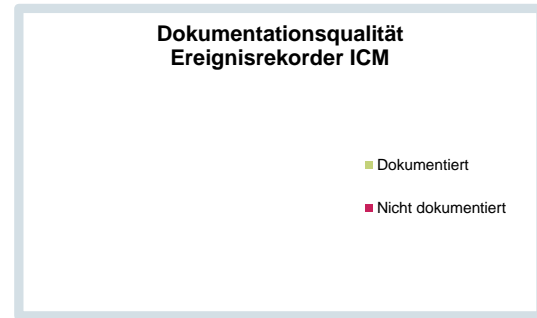 Dokumentationsqualität
Ereignisrekorder ICM
Dokumentiert
Nicht dokumentiert